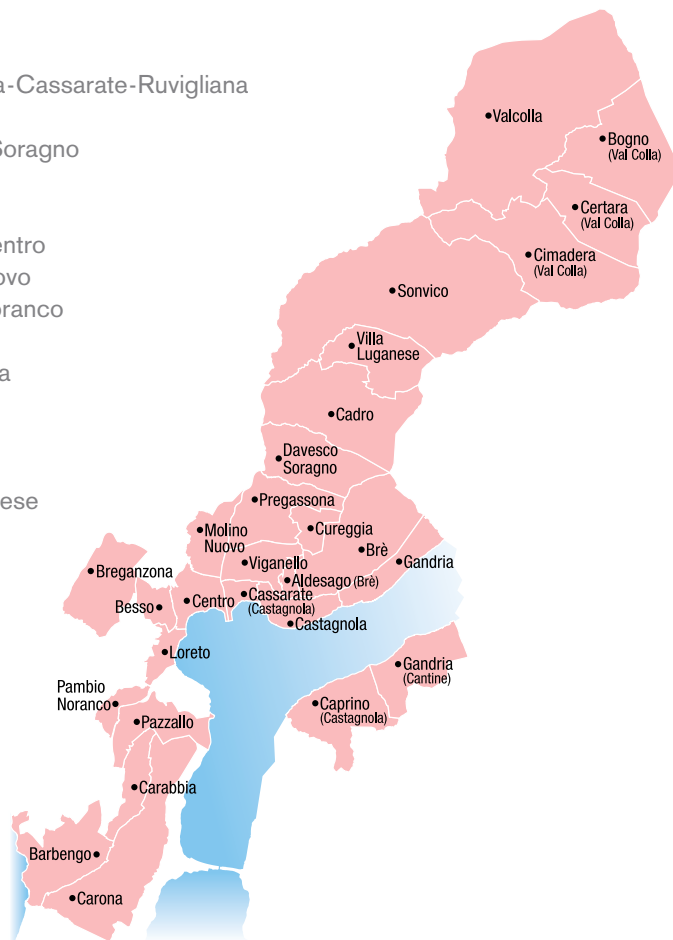 a-Cassarate-Ruvigliana
Soragno
entro
ovo
oranco
a
ese
Valcolla
Bogno
(Val Colla)
Certara
(Val Colla)
Cimadera
(Val Colla)
Sonvico
Villa
Luganese
Cadro
Davesco
Soragno
Pregassona
Cureggia
Molino
Nuovo
Brè
Viganello
Gandria
Breganzona
Aldesago (Brè)
Cassarate
(Castagnola)
Centro
Besso
Castagnola
Loreto
Gandria
(Cantine)
Pambio
Noranco
Caprino
(Castagnola)
Pazzallo
Carabbia
Barbengo
Carona